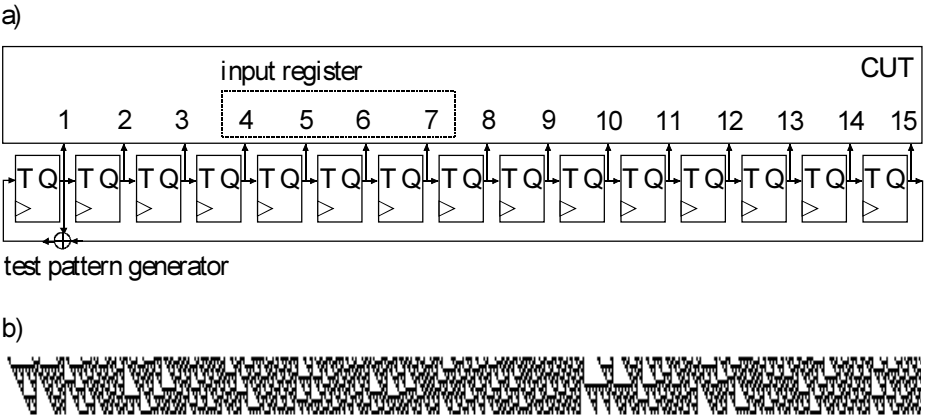 a)
input register
CUT
1 2 3 4 5 6 7 8 9 10 11 12 13 14 15
T Q T Q T Q T Q T Q T Q T Q T Q T Q T Q T Q T Q T Q T Q T Q
test pattern generator
b)